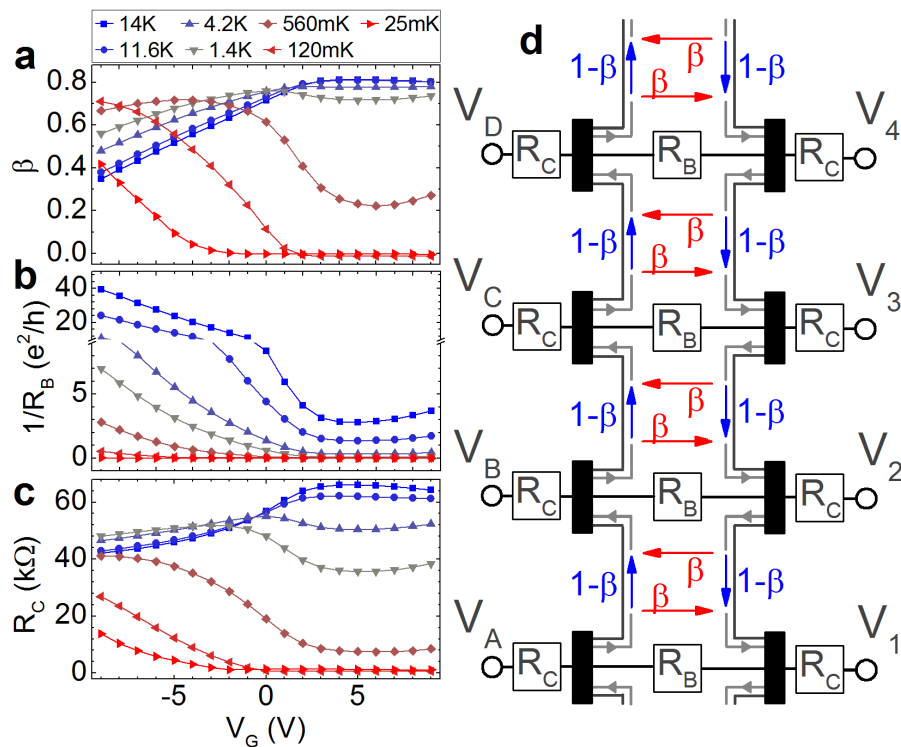 14K 4.2K 560mK 25mK
11.6K 1.4K 120mK
a
0.8
0.6
0.4
0.2
0.0
β
b
40
20
5
0
1/R_B (e²/h)
c
60
40
20
0
R_C (kΩ)
-5 0 5
V_G (V)
d
1-β β β 1-β
V_D R_C R_B R_C V_4
1-β β β 1-β
V_C R_C R_B R_C V_3
1-β β β 1-β
V_B R_C R_B R_C V_2
1-β β β 1-β
V_A R_C R_B R_C V_1